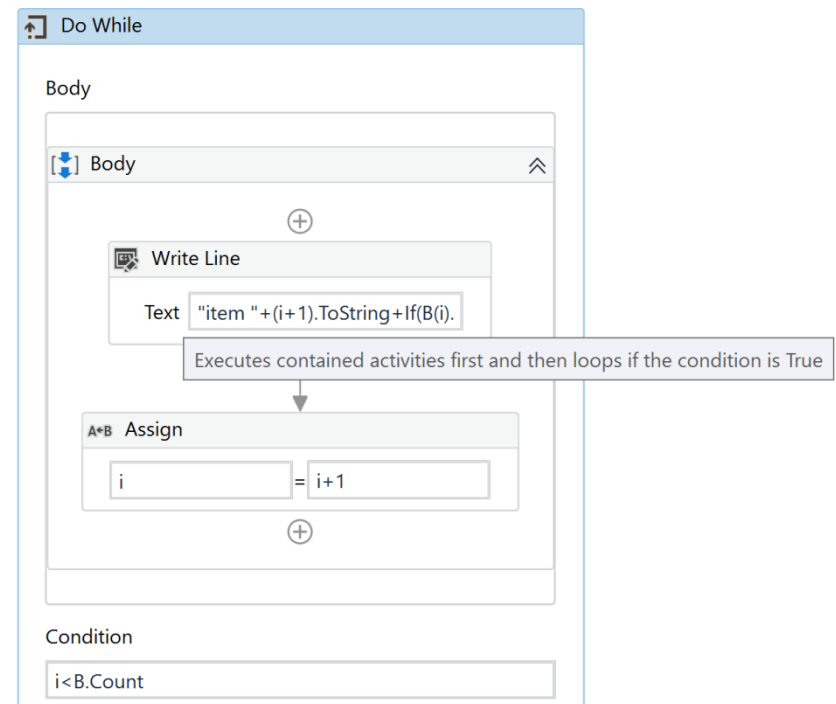 Do While
Body
Body
Write Line
Text "item "+(i+1).ToString+If(B(i).
Executes contained activities first and then loops if the condition is True
A←B Assign
i = i+1
Condition
i<B.Count